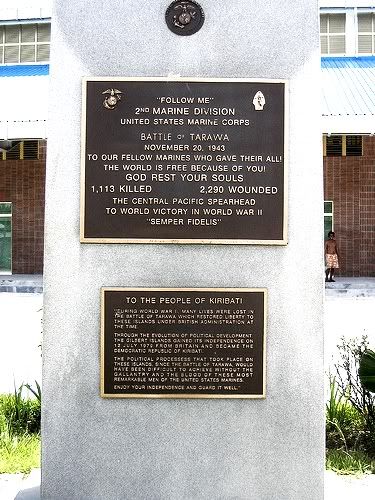 "FOLLOW ME"
2ND MARINE DIVISION
UNITED STATES MARINE CORPS
BATTLE OF TARAWA
NOVEMBER 20, 1943
TO OUR FELLOW MARINES WHO GAVE THEIR ALL!
THE WORLD IS FREE BECAUSE OF YOU!
GOD REST YOUR SOULS
1,113 KILLED 2,290 WOUNDED
THE CENTRAL PACIFIC SPEARHEAD
TO WORLD VICTORY IN WORLD WAR II
"SEMPER FIDELIS"
TO THE PEOPLE OF KIRIBATI
"DURING WORLD WAR II, MANY LIVES WERE LOST IN
THE BATTLE OF TARAWA WHICH RESTORED LIBERTY TO
THESE ISLANDS UNDER BRITISH ADMINISTRATION AT
THE TIME.
THROUGH THE EVOLUTION OF POLITICAL DEVELOPMENT
THE GILBERT ISLANDS GAINED ITS INDEPENDENCE ON
12 JULY 1979 FROM BRITAIN AND BECAME THE
DEMOCRATIC REPUBLIC OF KIRIBATI.
THE POLITICAL PROCESSESS THAT TOOK PLACE ON
THESE ISLANDS, SINCE THE BATTLE OF TARAWA, WOULD
HAVE BEEN DIFFICULT TO ACHIEVE WITHOUT THE
GALLANTRY AND THE BLOOD OF THESE MOST
REMARKABLE MEN OF THE UNITED STATES MARINES.
ENJOY YOUR INDEPENDENCE AND GUARD IT WELL."